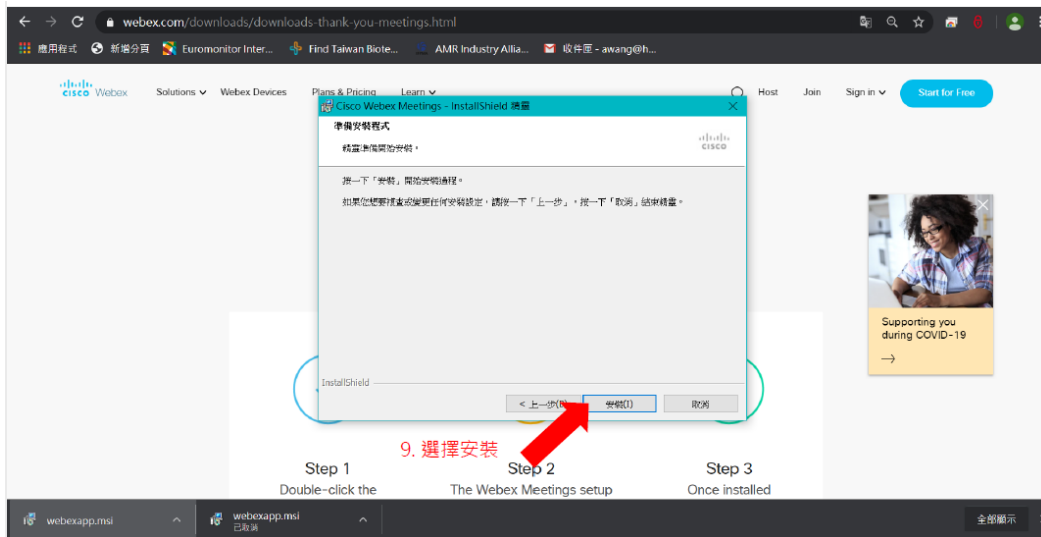 webex.com/downloads/downloads-thank-you-meetings.html
應用程式 新增分頁 Euromonitor Inter... Find Taiwan Biote... AMR Industry Allia... 收件匣 - awang@h...
CISCO Webex Solutions Webex Devices Plans & Pricing Learn Host Join Sign in Start for Free
Cisco Webex Meetings - InstallShield 精靈
準備安裝程式
精靈準備開始安裝。
CISCO
按一下「安裝」開始安裝過程。
如果您想要檢查或變更任何安裝設定,請按一下「上一步」。按一下「取消」結束精靈。
Supporting you
during COVID-19
InstallShield
< 上一步(B) 安裝(I) 取消
9. 選擇安裝
Step 1 Step 2 Step 3
Double-click the The Webex Meetings setup Once installed
webexapp.msi
webexapp.msi
已取消
全部顯示